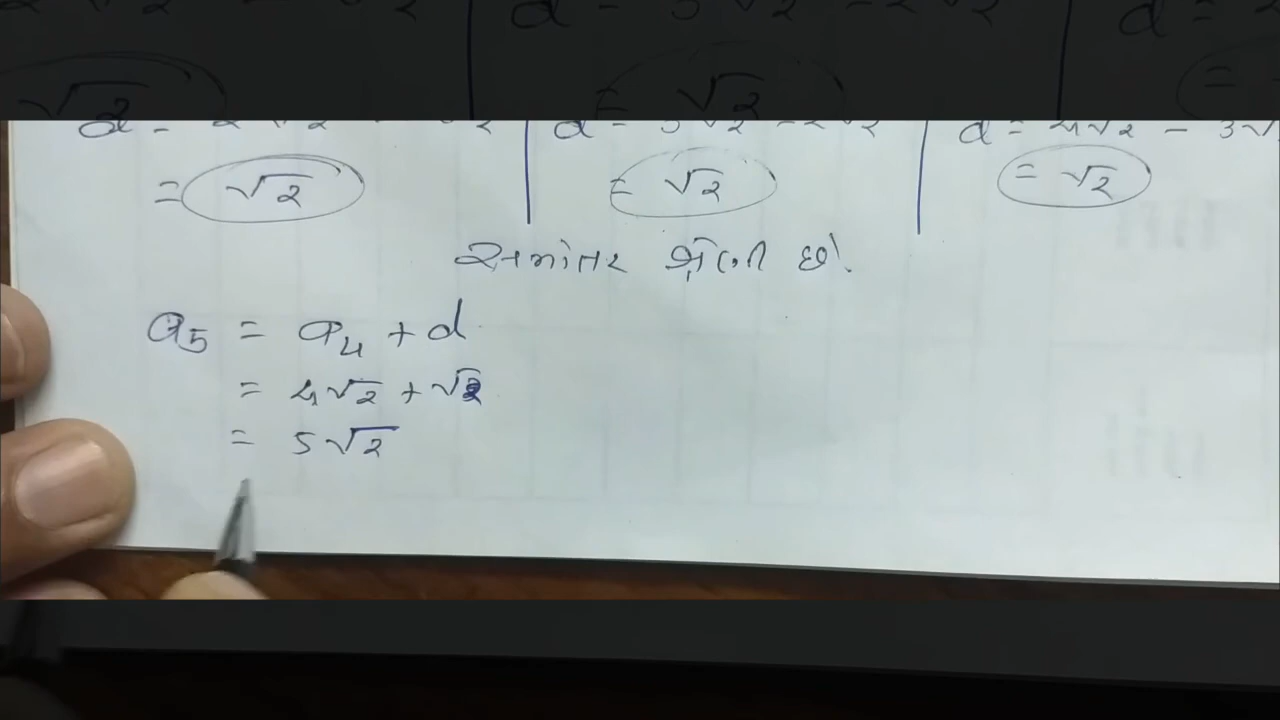 = √2 = √2 = √2
સમાંતર શ્રેણી છે.
a₅ = a₄ + d
= 4√2 + √2
= 5√2